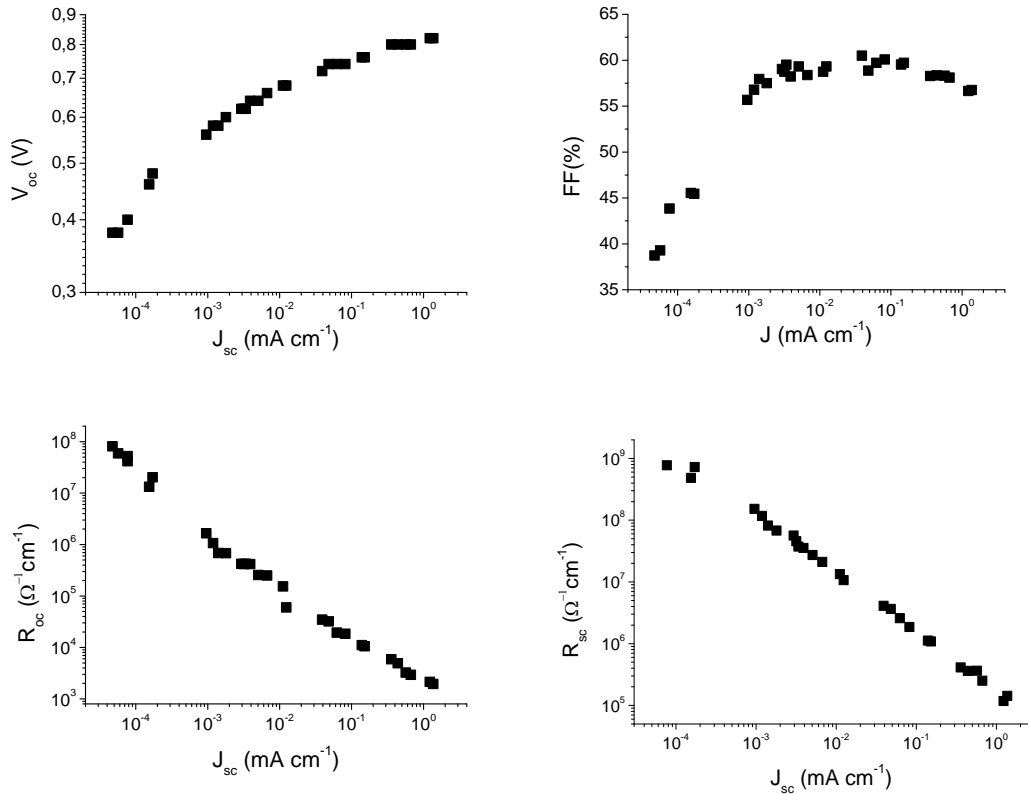 0,9
0,8
0,7
0,6
0,5
0,4
0,3
V_oc (V)
10^-4 10^-3 10^-2 10^-1 10^0
J_sc (mA cm^-1)
65
60
55
50
45
40
35
FF(%)
10^-4 10^-3 10^-2 10^-1 10^0
J (mA cm^-1)
10^8
10^7
10^6
10^5
10^4
10^3
R_oc (Ω^-1cm^-1)
10^-4 10^-3 10^-2 10^-1 10^0
J_sc (mA cm^-1)
10^9
10^8
10^7
10^6
10^5
R_sc (Ω^-1cm^-1)
10^-4 10^-3 10^-2 10^-1 10^0
J_sc (mA cm^-1)